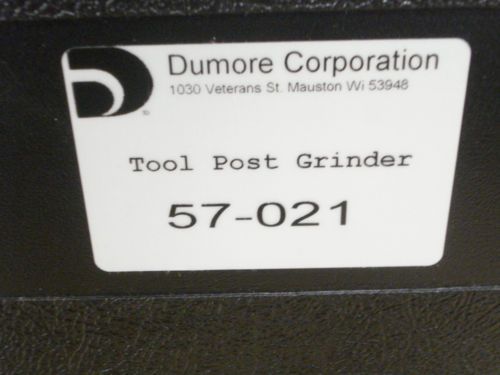 Dumore Corporation
1030 Veterans St. Mauston Wi 53948
Tool Post Grinder
57-021